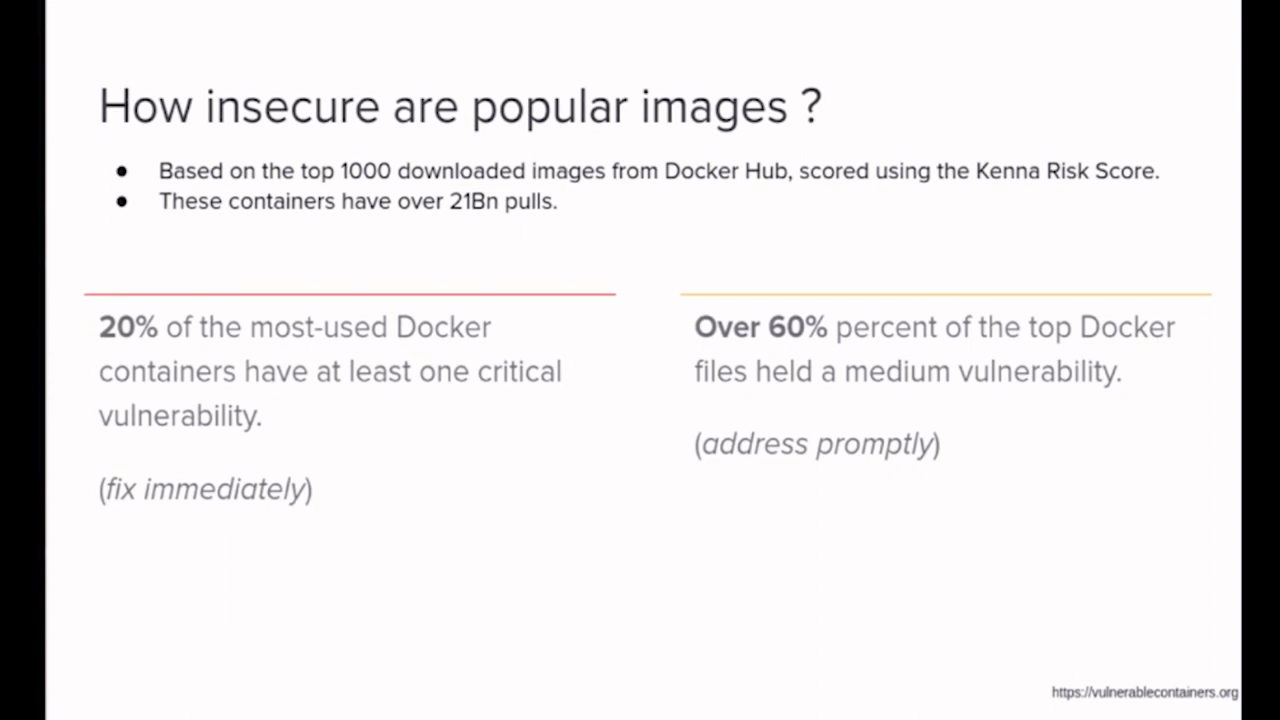 How insecure are popular images ?
● Based on the top 1000 downloaded images from Docker Hub, scored using the Kenna Risk Score.
● These containers have over 21Bn pulls.
20% of the most-used Docker
containers have at least one critical
vulnerability.
(fix immediately)
Over 60% percent of the top Docker
files held a medium vulnerability.
(address promptly)
https://vulnerablecontainers.org